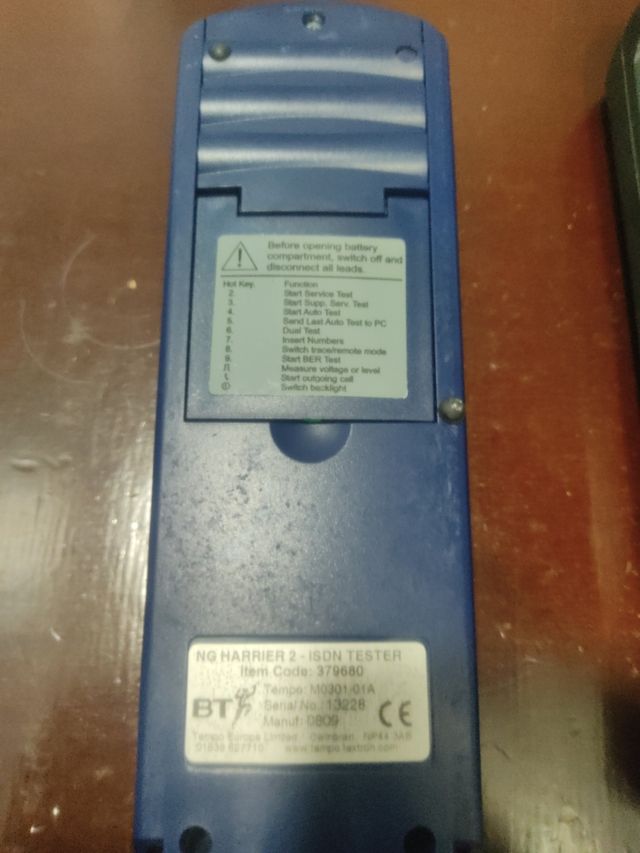 Before opening battery
compartment, switch off and
disconnect all leads.
Hot Key. Function
2. Start Service Test
3. Start Supp. Serv. Test
4. Start Auto Test
5. Send Last Auto Test to PC
6. Dual Test
7. Insert Numbers
8. Switch trace/remote mode
9. Start BER Test
Measure voltage or level
Start outgoing call
Switch backlight
NG HARRIER 2 - ISDN TESTER
Item Code: 379680
BT Tempo: M0301-01A
Serial No.: 13228
Manuf: 0809 CE
Tempo Europe Limited Cwmbran, NP44 3AB
www.tempo.textron.com